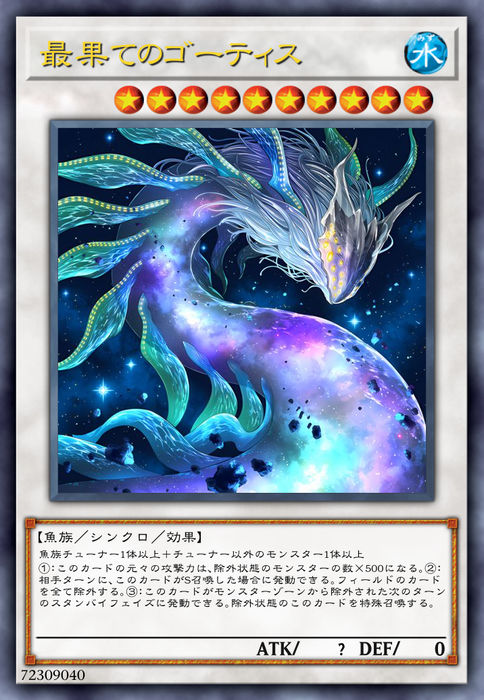 最果てのゴーティス
みず
水
【魚族／シンクロ／効果】
魚族チューナー1体以上＋チューナー以外のモンスター1体以上
①：このカードの元々の攻撃力は、除外状態のモンスターの数×500になる。②：
相手ターンに、このカードがS召喚した場合に発動できる。フィールドのカード
を全て除外する。③：このカードがモンスターゾーンから除外された次のターン
のスタンバイフェイズに発動できる。除外状態のこのカードを特殊召喚する。
ATK/ ? DEF/ 0
72309040